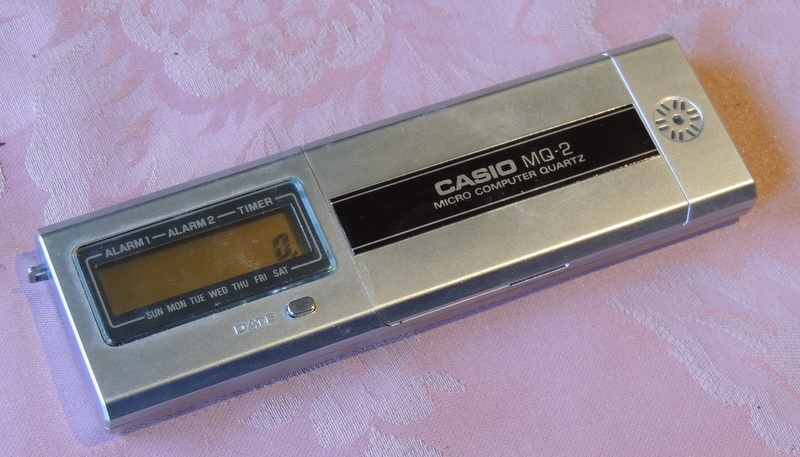 ALARM 1 ALARM 2 TIMER
0.
SUN MON TUE WED THU FRI SAT
DATE
CASIO MQ-2
MICRO COMPUTER QUARTZ